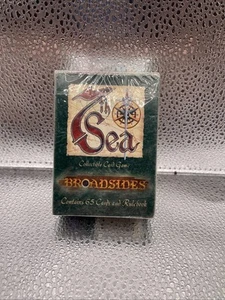 7th
Sea
Collectible Card Game
BROADSIDES
Contains 65 Cards and Rulebook